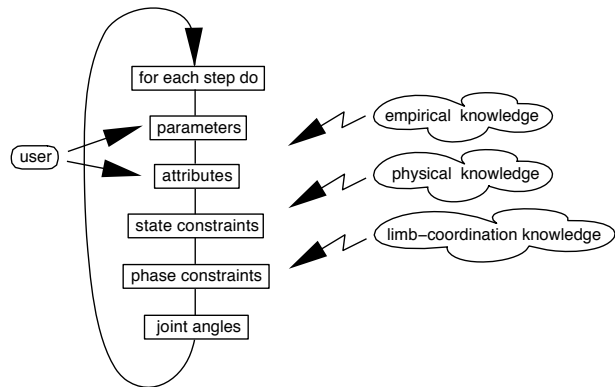 for each step do
parameters
user
attributes
state constraints
phase constraints
joint angles
empirical knowledge
physical knowledge
limb–coordination knowledge